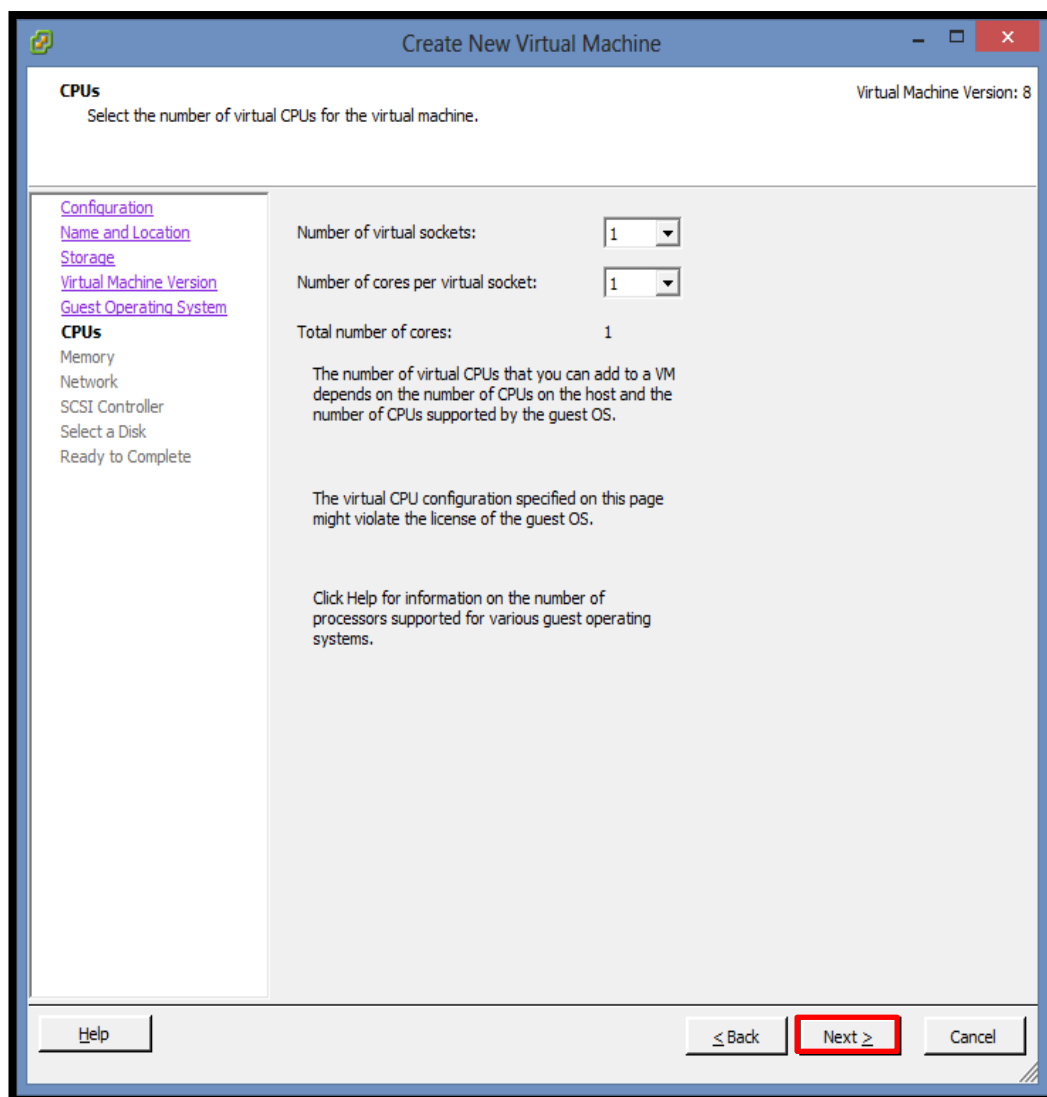 Create New Virtual Machine
CPUs
Virtual Machine Version: 8
Select the number of virtual CPUs for the virtual machine.
Configuration
Name and Location
Storage
Virtual Machine Version
Guest Operating System
CPUs
Memory
Network
SCSI Controller
Select a Disk
Ready to Complete
Number of virtual sockets: 1
Number of cores per virtual socket: 1
Total number of cores: 1
The number of virtual CPUs that you can add to a VM
depends on the number of CPUs on the host and the
number of CPUs supported by the guest OS.
The virtual CPU configuration specified on this page
might violate the license of the guest OS.
Click Help for information on the number of
processors supported for various guest operating
systems.
Help
< Back
Next >
Cancel